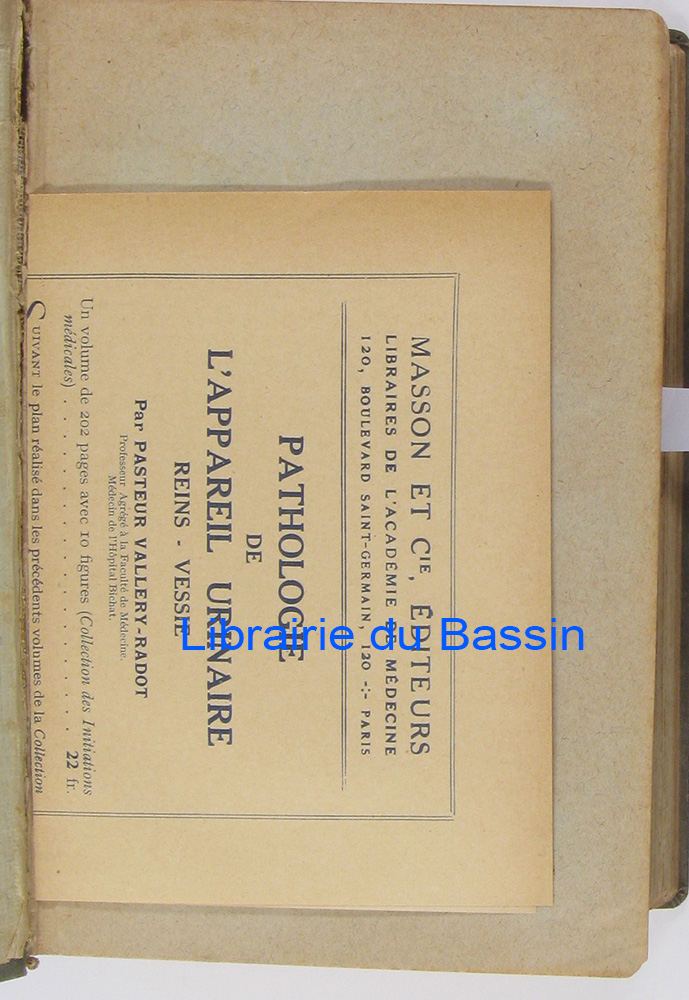 MASSON ET CIE, ÉDITEURS
LIBRAIRES DE L'ACADÉMIE DE MÉDECINE
120, BOULEVARD SAINT-GERMAIN, 120 -:- PARIS
PATHOLOGIE
DE
L'APPAREIL URINAIRE
REINS - VESSIE
Par PASTEUR VALLERY-RADOT
Professeur Agrégé à la Faculté de Médecine,
Médecin de l'Hôpital Bichat.
Un volume de 202 pages avec 10 figures (Collection des Initiations
médicales) . . . . . . . . . . . . . . . . . . . . 22 fr.
SUIVANT le plan réalisé dans les précédents volumes de la Collection
Librairie du Bassin